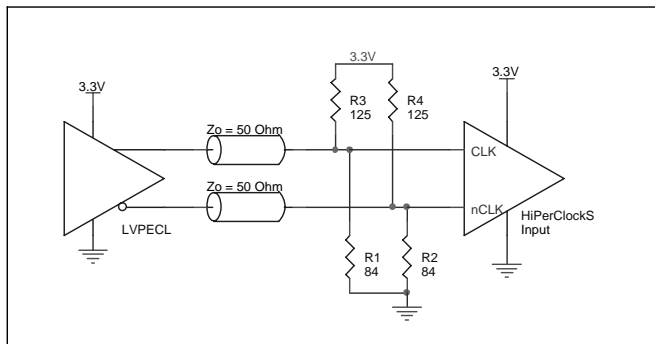 3.3V
3.3V
3.3V
R3
125
R4
125
Zo = 50 Ohm
CLK
Zo = 50 Ohm
nCLK
LVPECL
HiPerClockS
Input
R1
84
R2
84